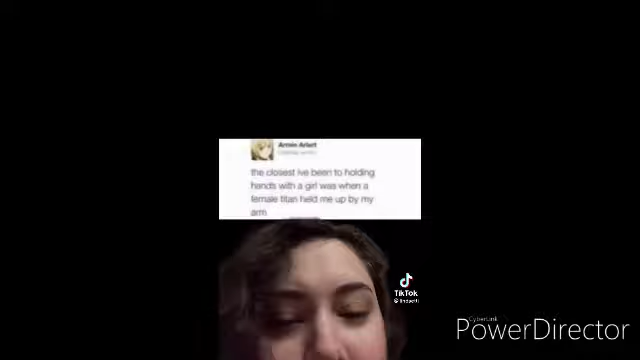 Armin Arlert
the closest ive been to holding
hands with a girl was when a
female titan held me up by my
arm
TikTok
CyberLink
PowerDirector